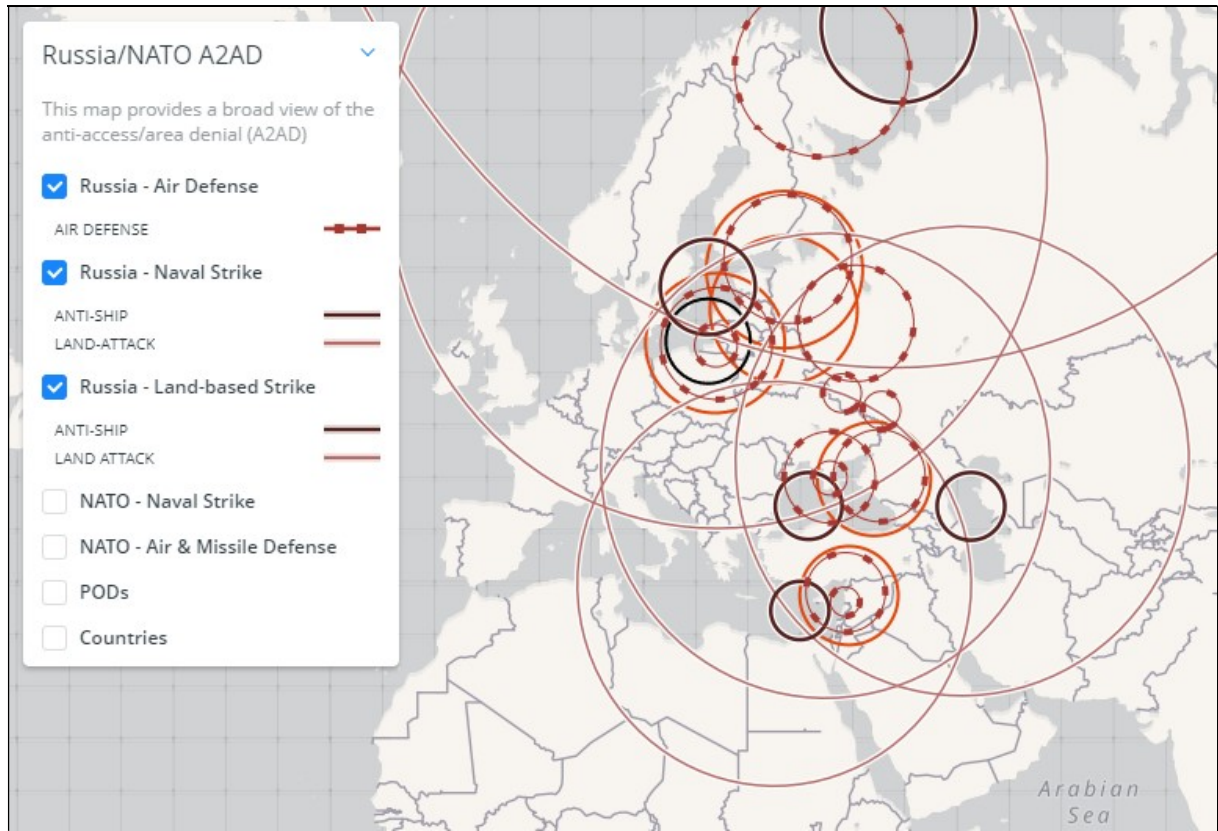 Russia/NATO A2AD
This map provides a broad view of the
anti-access/area denial (A2AD)
Russia - Air Defense
AIR DEFENSE
Russia - Naval Strike
ANTI-SHIP
LAND-ATTACK
Russia - Land-based Strike
ANTI-SHIP
LAND ATTACK
NATO - Naval Strike
NATO - Air & Missile Defense
PODs
Countries
Arabian
Sea